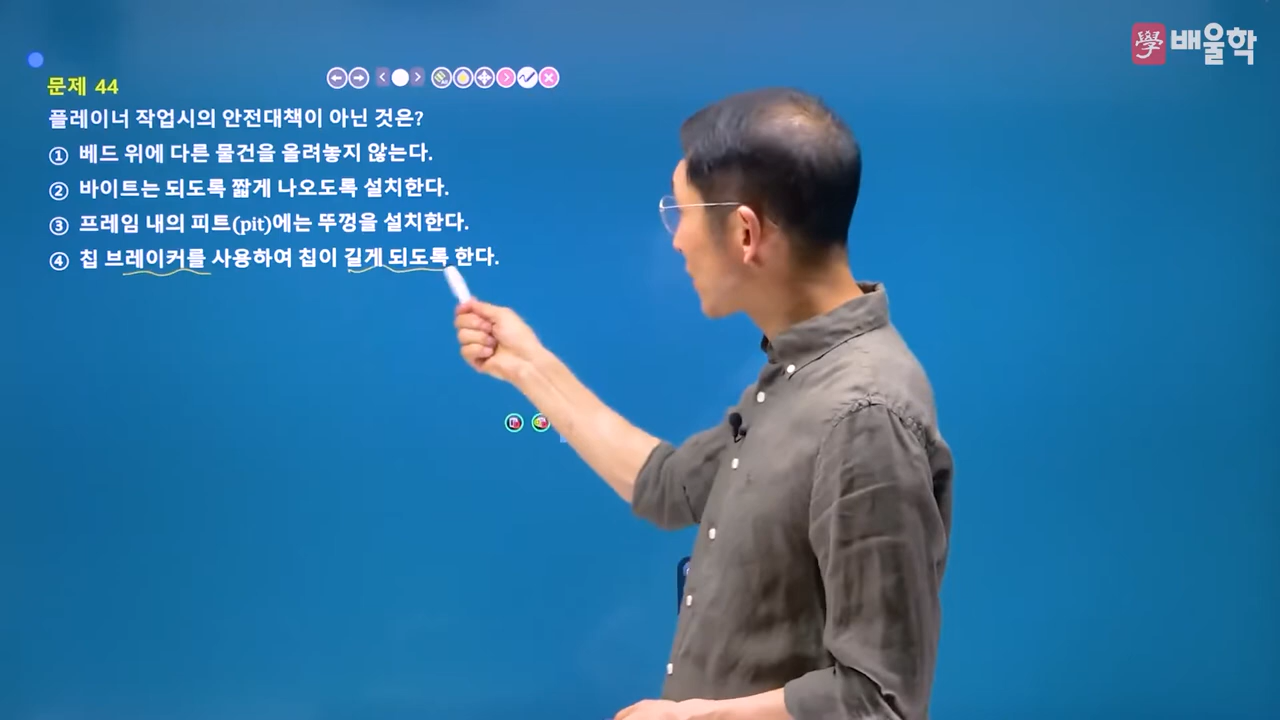 學 배울학
문제 44
플레이너 작업시의 안전대책이 아닌 것은?
① 베드 위에 다른 물건을 올려놓지 않는다.
② 바이트는 되도록 짧게 나오도록 설치한다.
③ 프레임 내의 피트(pit)에는 뚜껑을 설치한다.
④ 칩 브레이커를 사용하여 칩이 길게 되도록 한다.